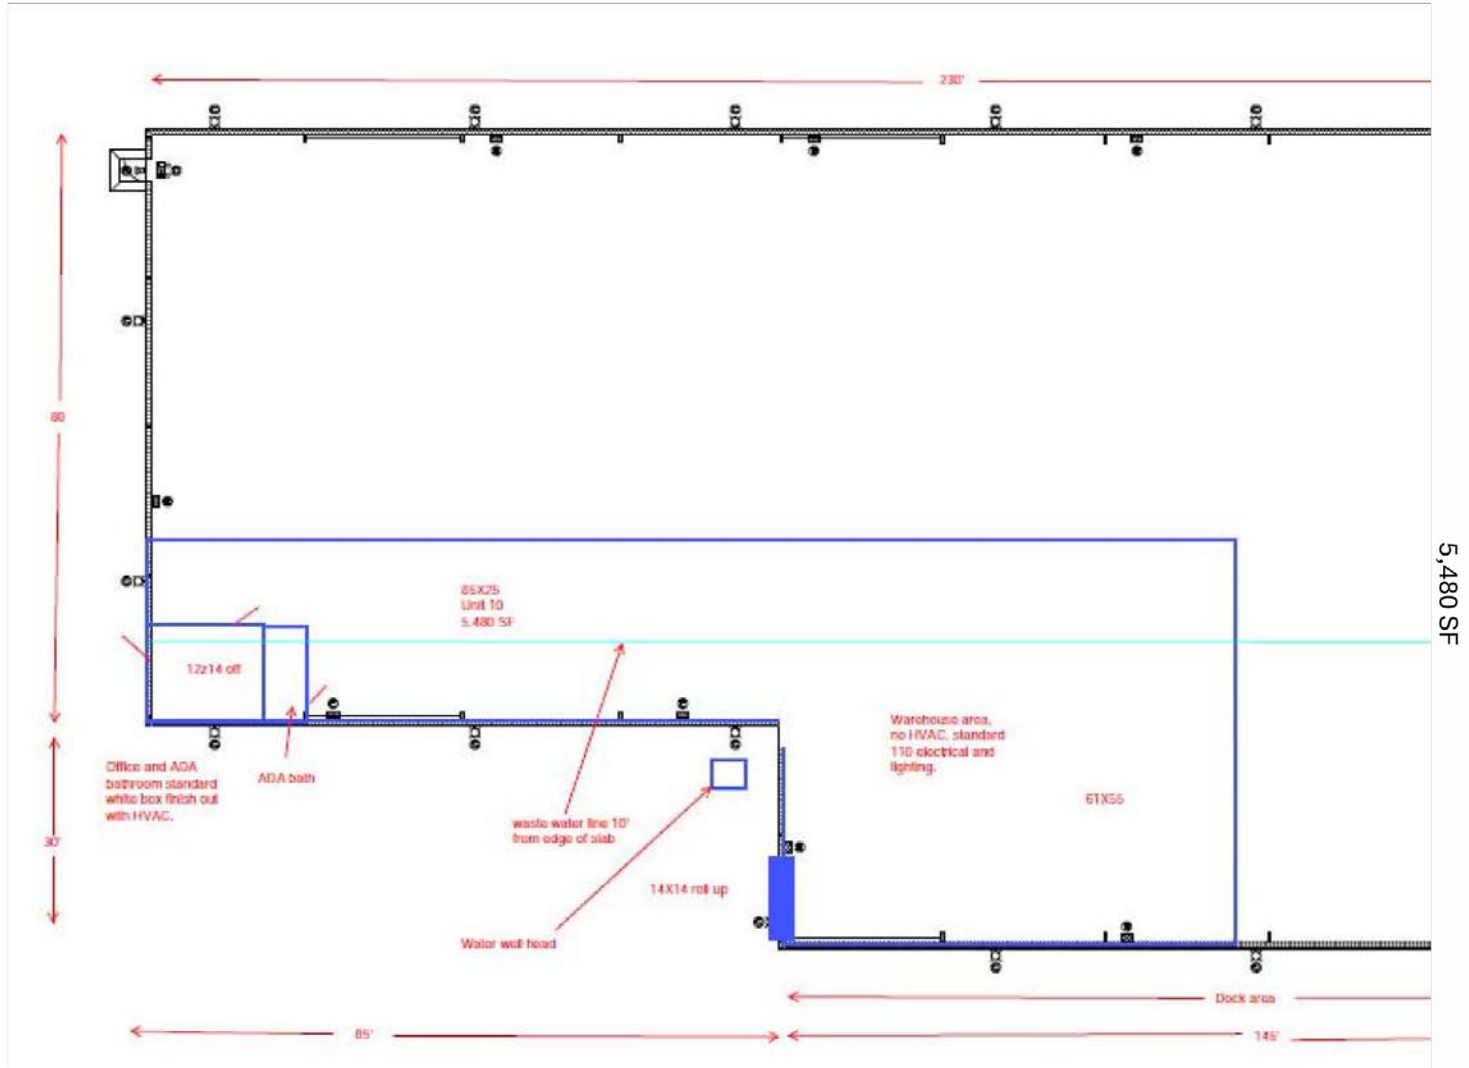 230'
80
85X25
Unit 10
5,480 SF
5,480 SF
12z14 off
Warehouse area,
no HVAC, standard
110 electrical and
lighting.
Office and ADA
bathroom standard
white box finish out
with HVAC.
ADA bath
61X55
waste water line 10'
from edge of slab
30'
14X14 roll up
Water well head
Dock area
85'
145'